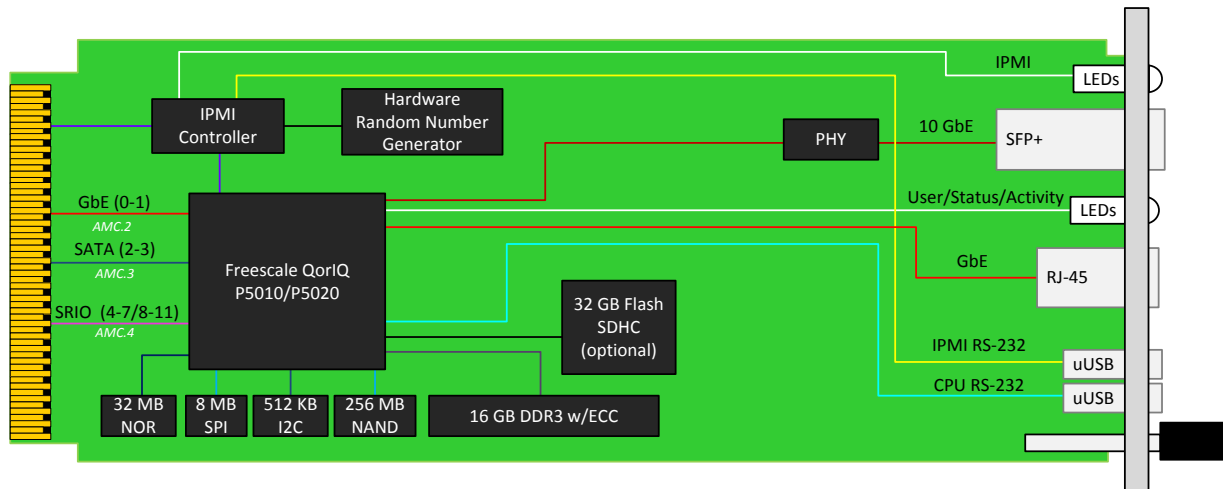 IPMI
LEDs
IPMI
Controller
Hardware
Random Number
Generator
PHY
10 GbE
SFP+
GbE (0-1)
AMC.2
User/Status/Activity
LEDs
SATA (2-3)
AMC.3
Freescale QorIQ
P5010/P5020
GbE
RJ-45
SRIO  (4-7/8-11)
AMC.4
32 GB Flash
SDHC
(optional)
IPMI RS-232
uUSB
CPU RS-232
uUSB
32 MB
NOR
8 MB
SPI
512 KB
I2C
256 MB
NAND
16 GB DDR3 w/ECC